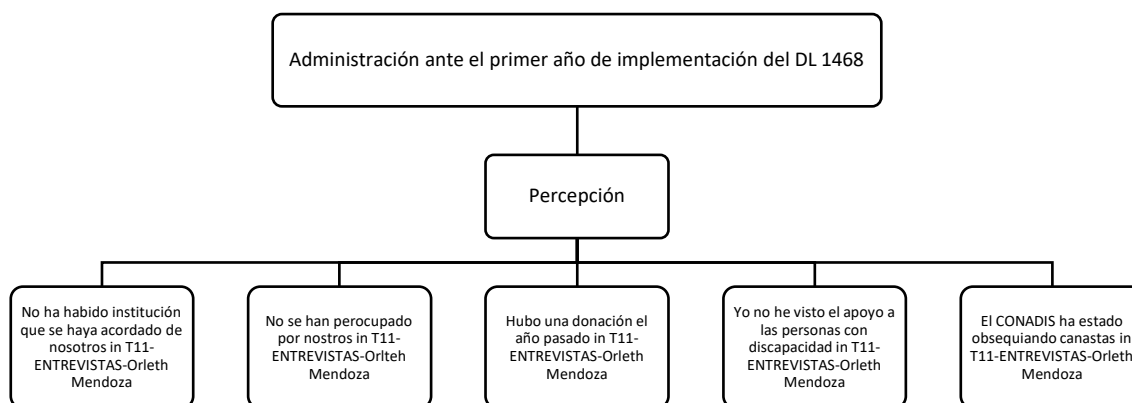 Administración ante el primer año de implementación del DL 1468
Percepción
No ha habido institución
que se haya acordado de
nosotros in T11-
ENTREVISTAS-Orleth
Mendoza
No se han perocupado
por nostros in T11-
ENTREVISTAS-Orlteh
Mendoza
Hubo una donación el
año pasado in T11-
ENTREVISTAS-Orleth
Mendoza
Yo no he visto el apoyo a
las personas con
discapacidad in T11-
ENTREVISTAS-Orleth
Mendoza
El CONADIS ha estado
obsequiando canastas in
T11-ENTREVISTAS-Orleth
Mendoza